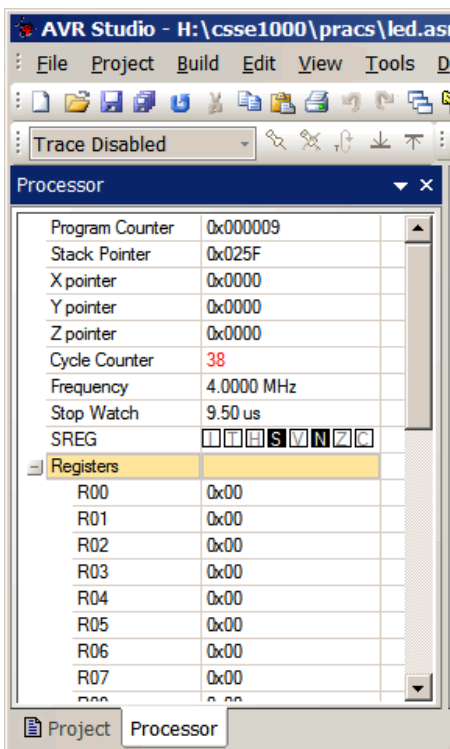 AVR Studio - H:\csse1000\pracs\led.asm
File Project Build Edit View Tools D
Trace Disabled
Processor
Program Counter 0x000009
Stack Pointer 0x025F
X pointer 0x0000
Y pointer 0x0000
Z pointer 0x0000
Cycle Counter 38
Frequency 4.0000 MHz
Stop Watch 9.50 us
SREG I T H S V N Z C
Registers
R00 0x00
R01 0x00
R02 0x00
R03 0x00
R04 0x00
R05 0x00
R06 0x00
R07 0x00
Project Processor